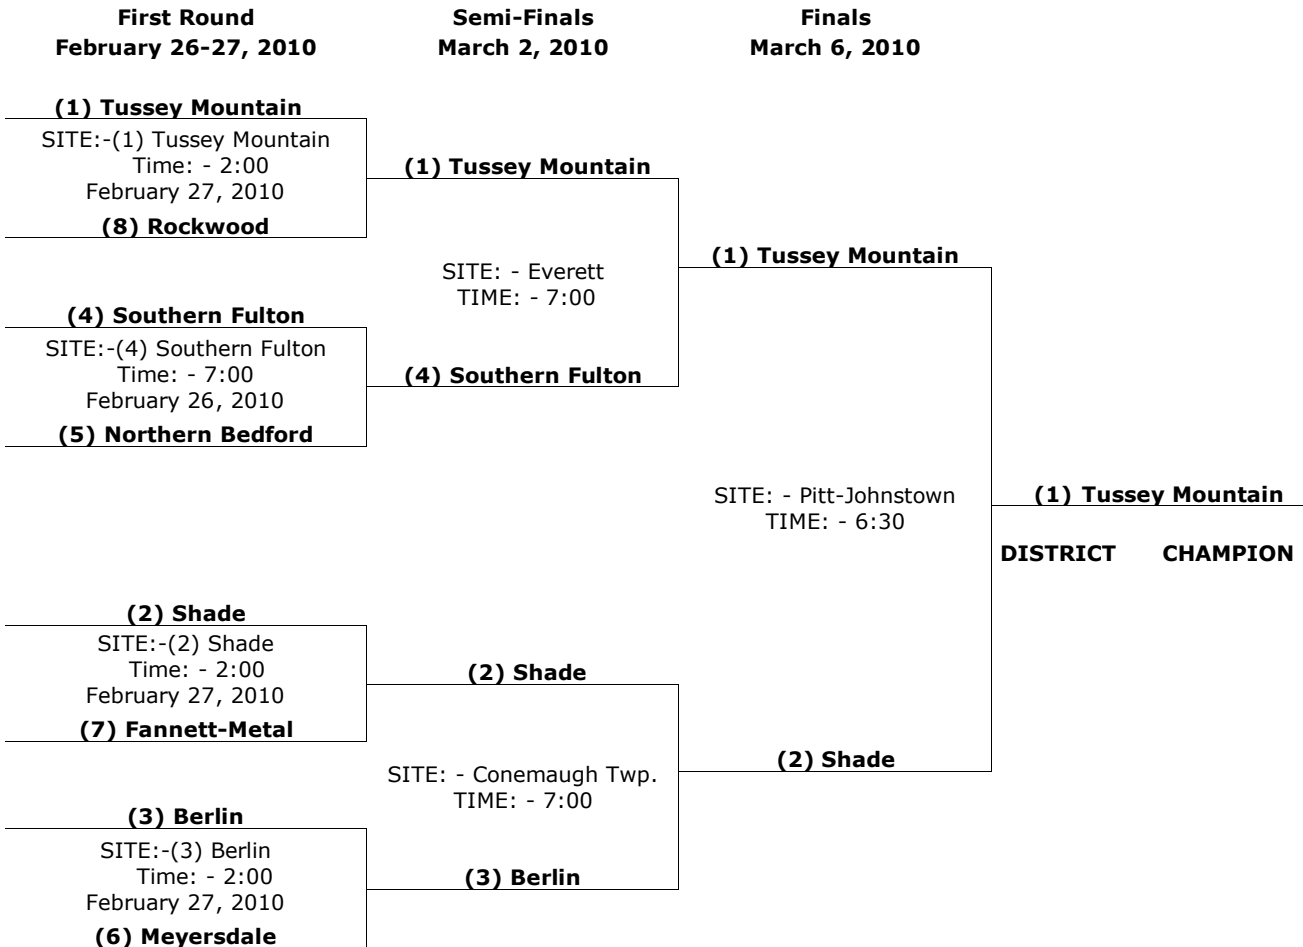 First Round
February 26-27, 2010
Semi-Finals
March 2, 2010
Finals
March 6, 2010
(1) Tussey Mountain
SITE:-(1) Tussey Mountain
Time: - 2:00
February 27, 2010
(8) Rockwood
(4) Southern Fulton
SITE:-(4) Southern Fulton
Time: - 7:00
February 26, 2010
(5) Northern Bedford
(2) Shade
SITE:-(2) Shade
Time: - 2:00
February 27, 2010
(7) Fannett-Metal
(3) Berlin
SITE:-(3) Berlin
Time: - 2:00
February 27, 2010
(6) Meyersdale
(1) Tussey Mountain
SITE: - Everett
TIME: - 7:00
(4) Southern Fulton
(2) Shade
SITE: - Conemaugh Twp.
TIME: - 7:00
(3) Berlin
(1) Tussey Mountain
SITE: - Pitt-Johnstown
TIME: - 6:30
(2) Shade
(1) Tussey Mountain
DISTRICT CHAMPION